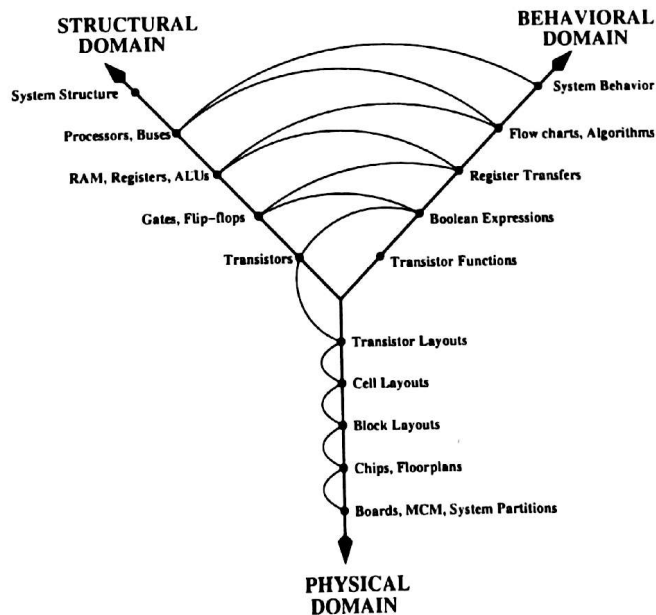 STRUCTURAL
DOMAIN
BEHAVIORAL
DOMAIN
System Structure
System Behavior
Processors, Buses
Flow charts, Algorithms
RAM, Registers, ALUs
Register Transfers
Gates, Flip-flops
Boolean Expressions
Transistors
Transistor Functions
Transistor Layouts
Cell Layouts
Block Layouts
Chips, Floorplans
Boards, MCM, System Partitions
PHYSICAL
DOMAIN